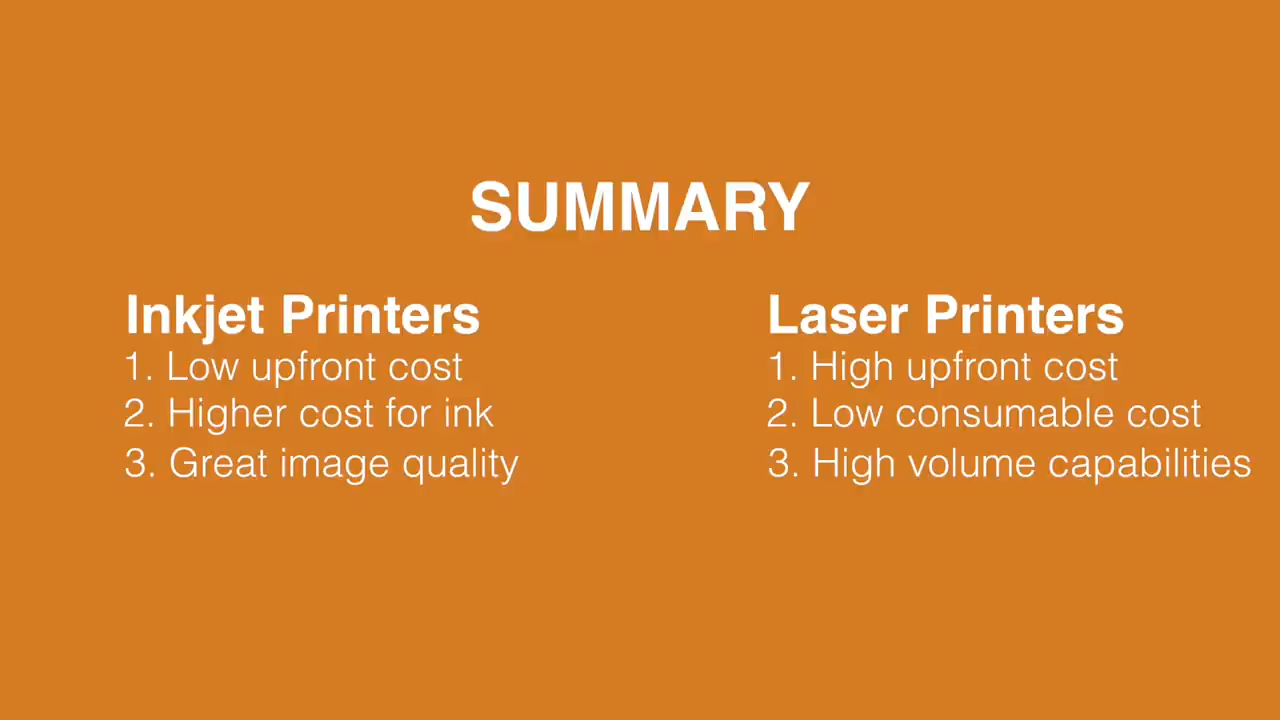 SUMMARY
Inkjet Printers
1. Low upfront cost
2. Higher cost for ink
3. Great image quality
Laser Printers
1. High upfront cost
2. Low consumable cost
3. High volume capabilities